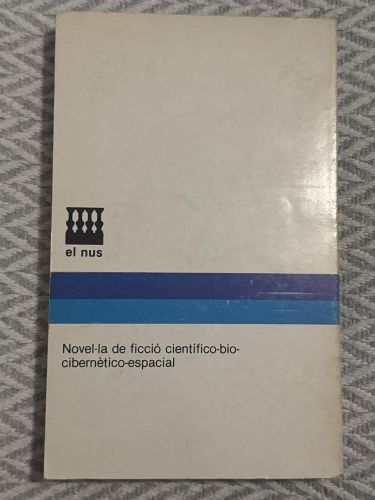 el nus
Novel·la de ficció científico-bio-
cibernètico-espacial